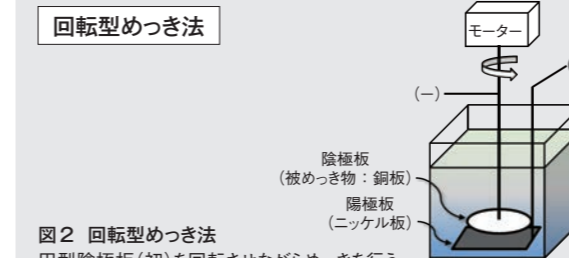 回転型めっき法
モーター
(−)
陰極板
(被めっき物：銅板)
陽極板
(ニッケル板)
図2 回転型めっき法